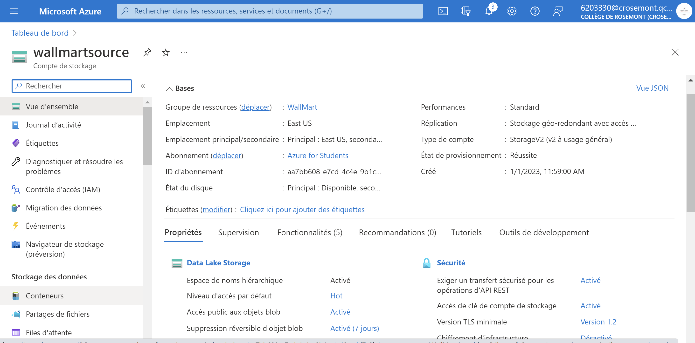 Microsoft Azure
Rechercher dans les ressources, services et documents (G+/)
2
6203330@crosemont.qc...
COLLÈGE DE ROSEMONT (CROSE...
Tableau de bord >
wallmartsource
Compte de stockage
Rechercher
Vue d'ensemble
Journal d'activité
Étiquettes
Diagnostiquer et résoudre les
problèmes
Contrôle d'accès (IAM)
Migration des données
Événements
Navigateur de stockage
(préversion)
Stockage des données
Conteneurs
Partages de fichiers
Files d'attente
Bases
Vue JSON
Groupe de ressources (déplacer) : WallMart
Emplacement : East US
Emplacement principal/secondaire : Principal : East US, seconda...
Abonnement (déplacer) : Azure for Students
ID d'abonnement :
État du disque : Principal : Disponible, seco...
Performances : Standard
Réplication : Stockage géo-redondant avec accès ...
Type de compte : StorageV2 (v2 à usage général)
État de provisionnement : Réussite
Créé : 1/1/2023, 11:59:00 AM
Étiquettes (modifier) : Cliquez ici pour ajouter des étiquettes
Propriétés Supervision Fonctionnalités (5) Recommandations (0) Tutoriels Outils de développement
Data Lake Storage
Espace de noms hiérarchique Activé
Niveau d'accès par défaut Hot
Accès public aux objets blob Activé
Suppression réversible d'objet blob Activé (7 jours)
Sécurité
Exiger un transfert sécurisé pour les
opérations d'API REST Activé
Accès de clé de compte de stockage Activé
Version TLS minimale Version 1.2
Chiffrement d'infrastructure Désactivé